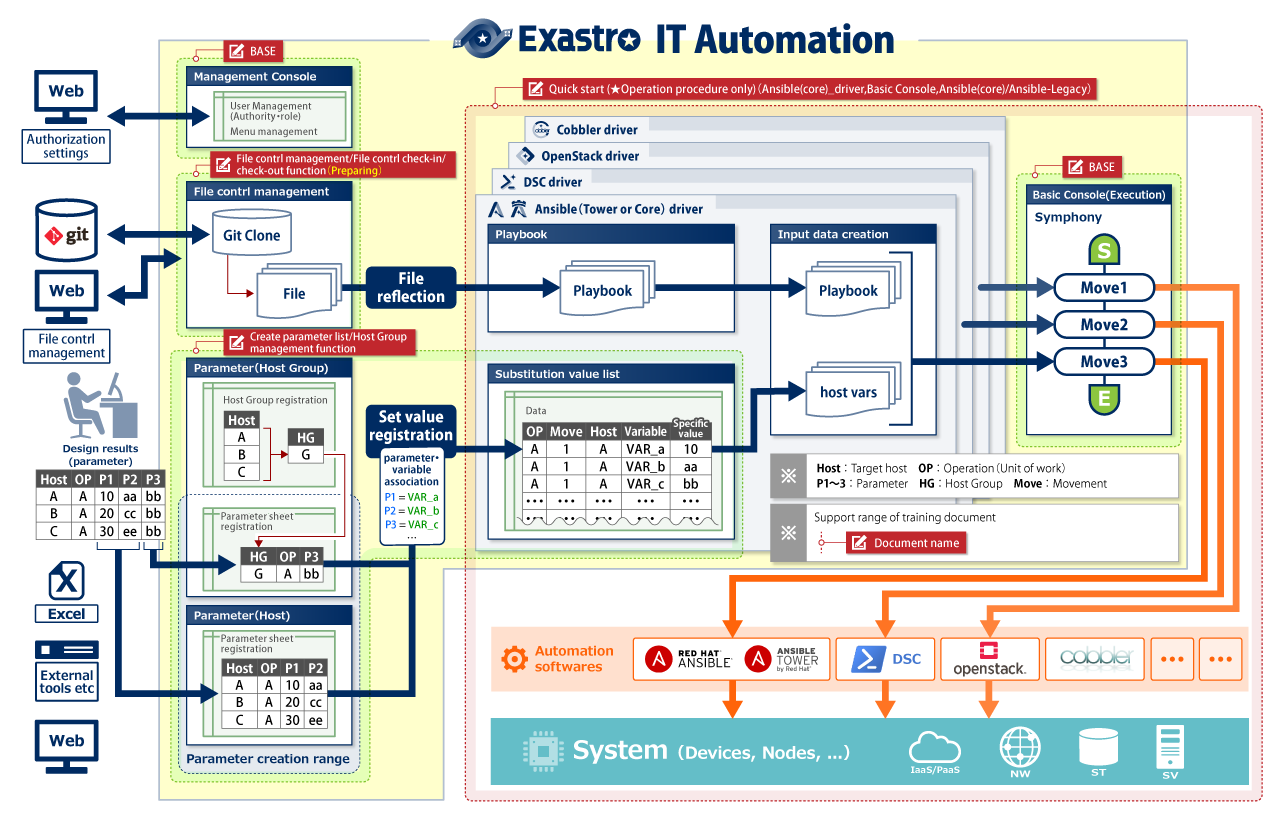 Exastro IT Automation
BASE
Management Console
User Management
(Authority・role)
Menu management
Web
Authorization
settings
File contrl management/File contrl check-in/
check-out function(Preparing)
File contrl management
Git Clone
File
git
Web
File contrl
management
File
reflection
Quick start (★Operation procedure only) (Ansible(core)_driver,Basic Console,Ansible(core)/Ansible-Legacy)
Cobbler driver
OpenStack driver
DSC driver
Ansible(Tower or Core) driver
Playbook
Playbook
Input data creation
Playbook
host vars
BASE
Basic Console(Execution)
Symphony
S
Move1
Move2
Move3
E
Create parameter list/Host Group
management function
Parameter(Host Group)
Host Group registration
Host
A
B
C
HG
G
Parameter sheet
registration
HG OP P3
G A bb
Design results
(parameter)
Host OP P1 P2 P3
A A 10 aa bb
B A 20 cc bb
C A 30 ee bb
Excel
External
tools etc
Web
Parameter(Host)
Parameter sheet
registration
Host OP P1 P2
A A 10 aa
B A 20 cc
C A 30 ee
Parameter creation range
Set value
registration
parameter・
variable
association
P1 = VAR_a
P2 = VAR_b
P3 = VAR_c
...
Substitution value list
Data
OP Move Host Variable Specific value
A 1 A VAR_a 10
A 1 A VAR_b aa
A 1 A VAR_c bb
... ... ... ... ...
... ... ... ... ...
※
Host：Target host OP：Operation(Unit of work)
P1～3：Parameter HG：Host Group Move：Movement
※
Support range of training document
Document name
Automation
softwares
RED HAT
ANSIBLE
ANSIBLE
TOWER
by Red Hat
DSC
openstack.
cobbler
...
...
System (Devices, Nodes, ...)
IaaS/PaaS
NW
ST
SV